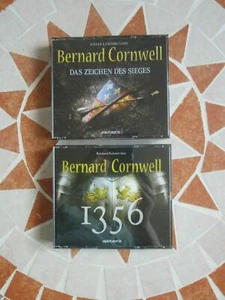 Bernard Cornwell
DAS ZEICHEN DES SIEGES
Bernard Cornwell
1356